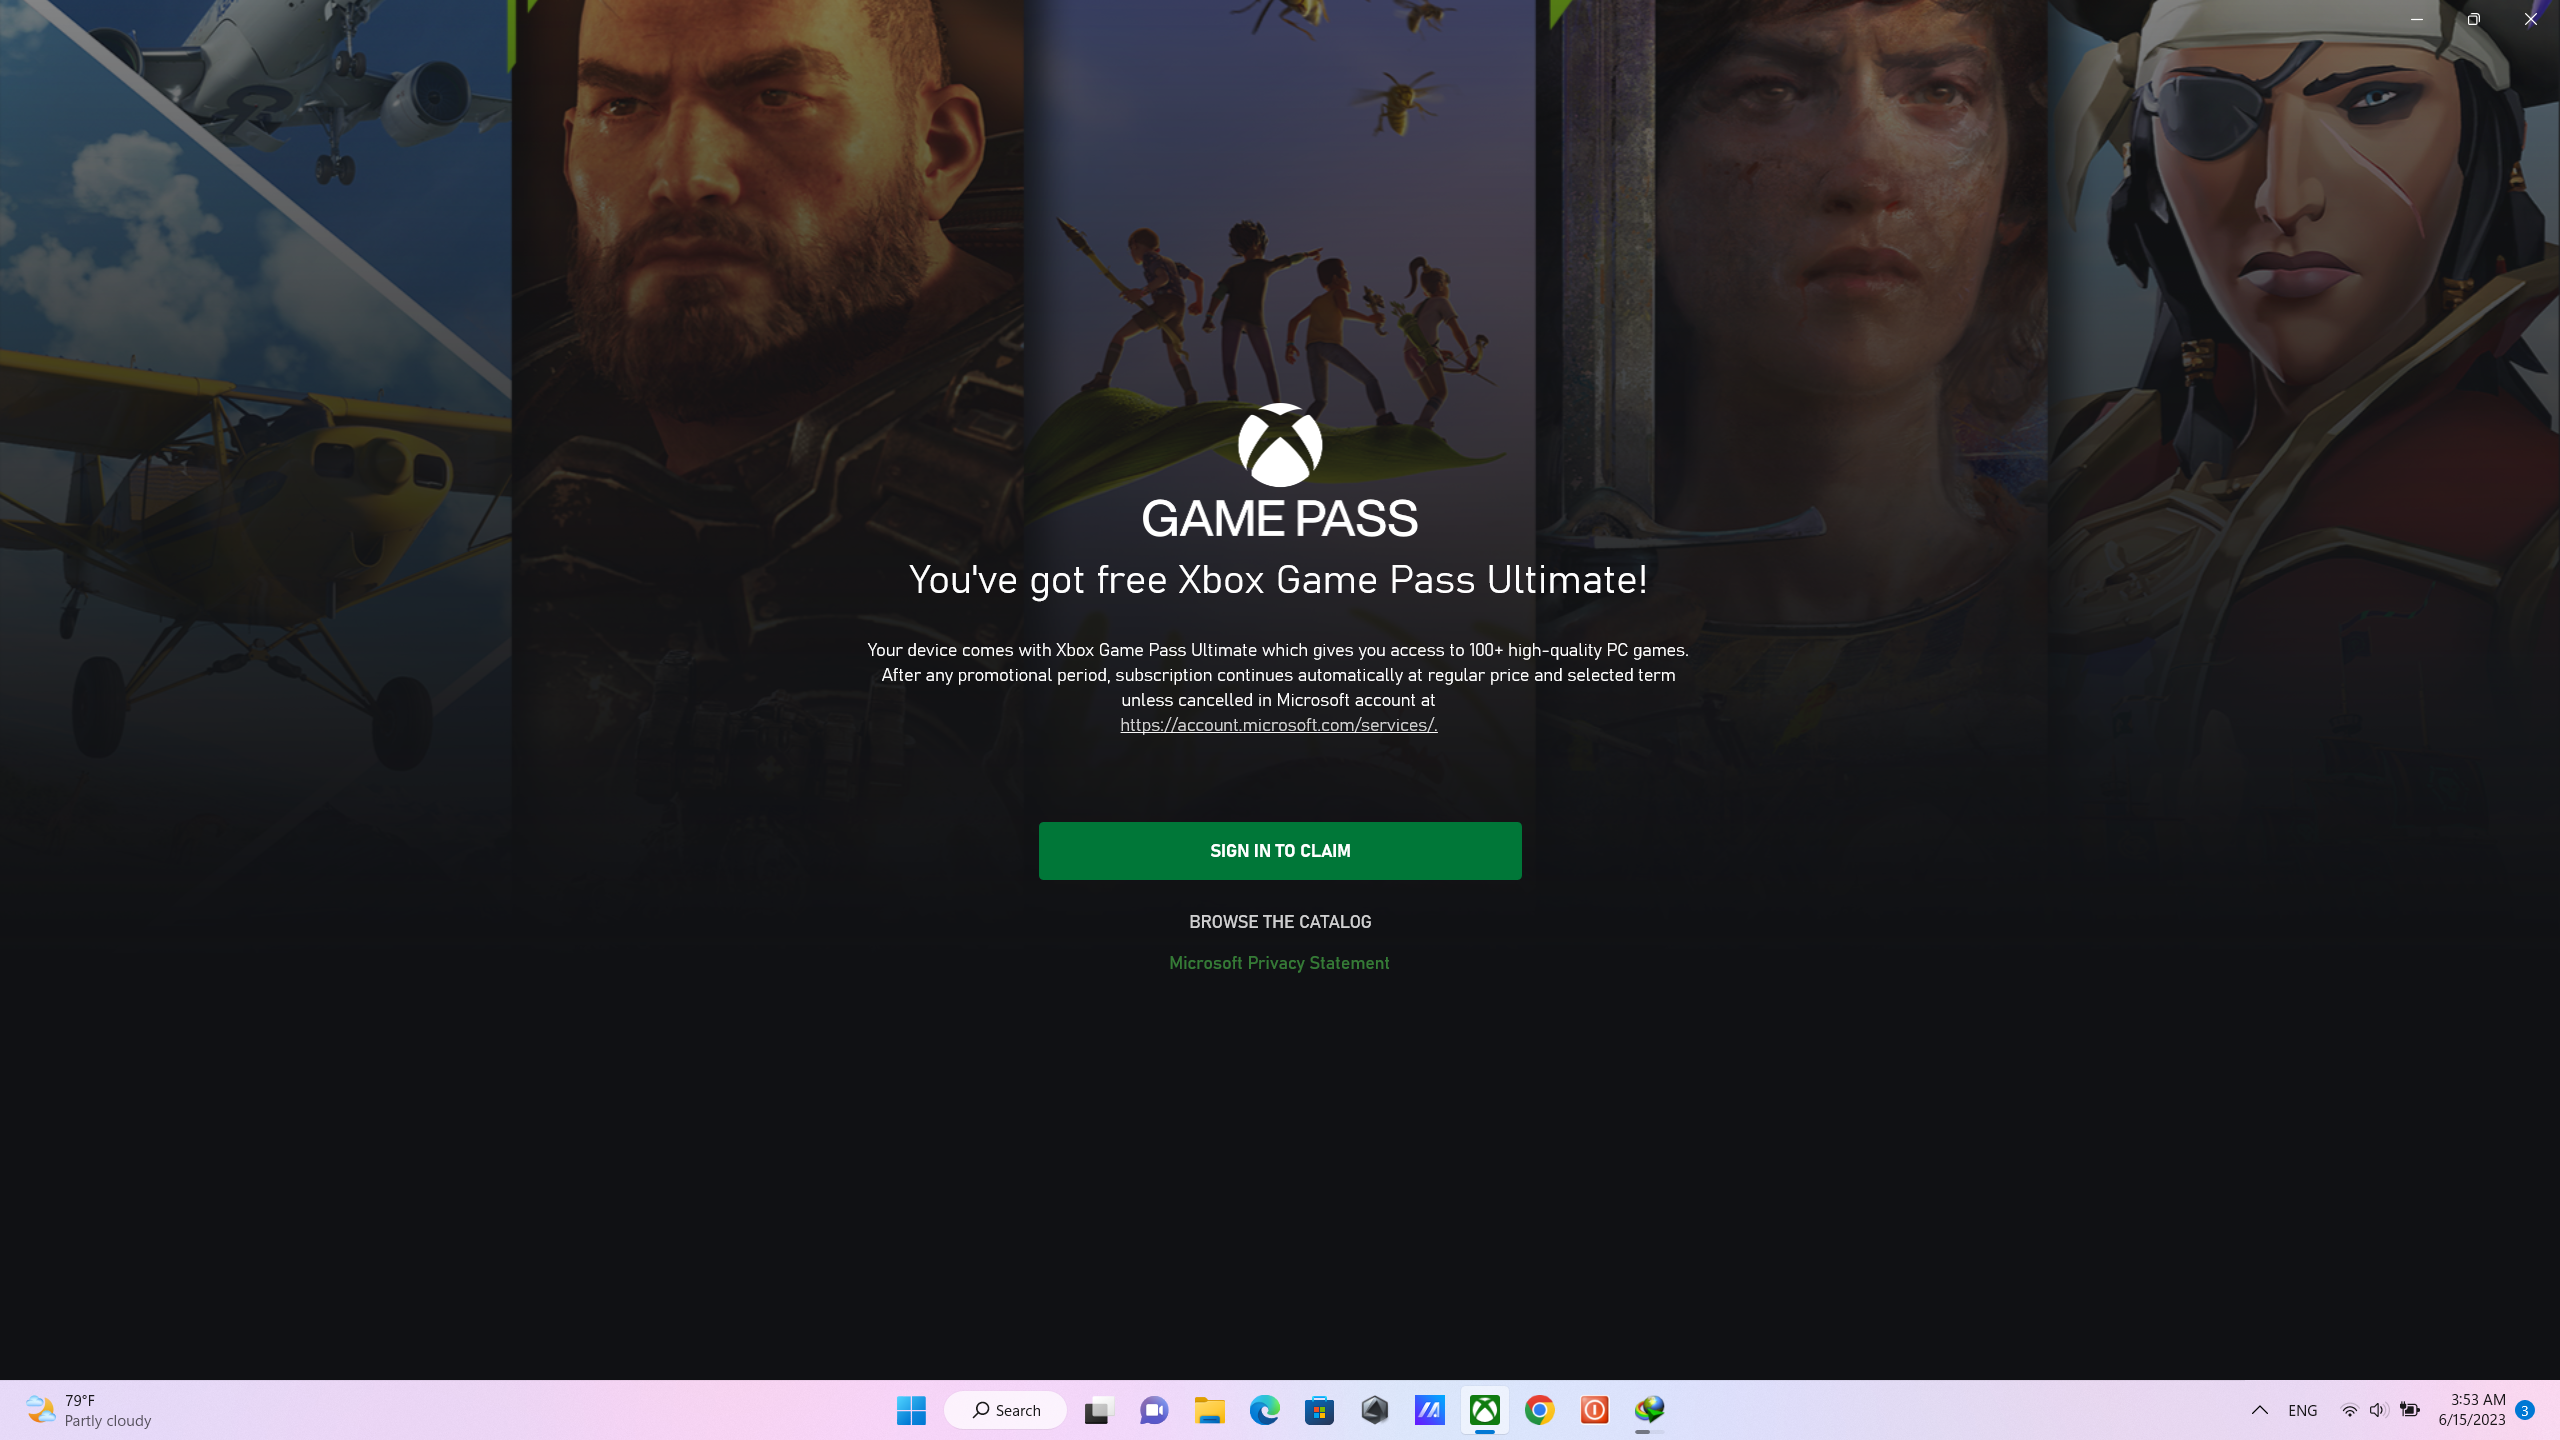 GAME PASS
You've got free Xbox Game Pass Ultimate!
Your device comes with Xbox Game Pass Ultimate which gives you access to 100+ high-quality PC games.
After any promotional period, subscription continues automatically at regular price and selected term
unless cancelled in Microsoft account at
https://account.microsoft.com/services/.
SIGN IN TO CLAIM
BROWSE THE CATALOG
Microsoft Privacy Statement
79°F
Partly cloudy
Search
ENG
3:53 AM
6/15/2023
3